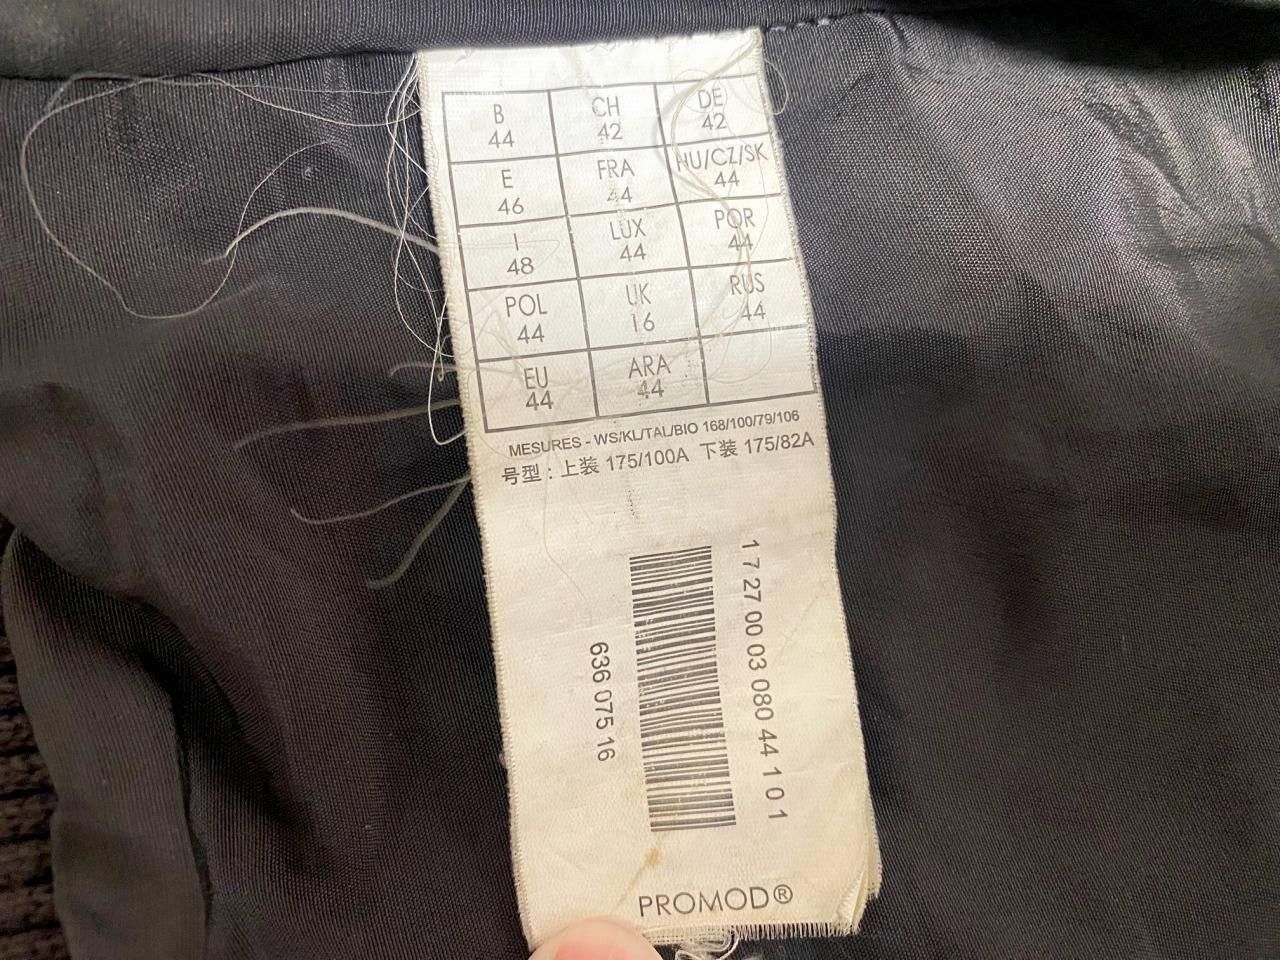 B CH DE
44 42 42
E FRA HU/CZ/SK
46 44 44
I LUX POR
48 44 44
POL UK RUS
44 16 44
EU ARA
44 44
MESURES - WS/KL/TAL/BIO 168/100/79/106
号型：上装 175/100A 下装 175/82A
1 7 27 00 03 080 44 1 0 1
636 075 16
PROMOD®